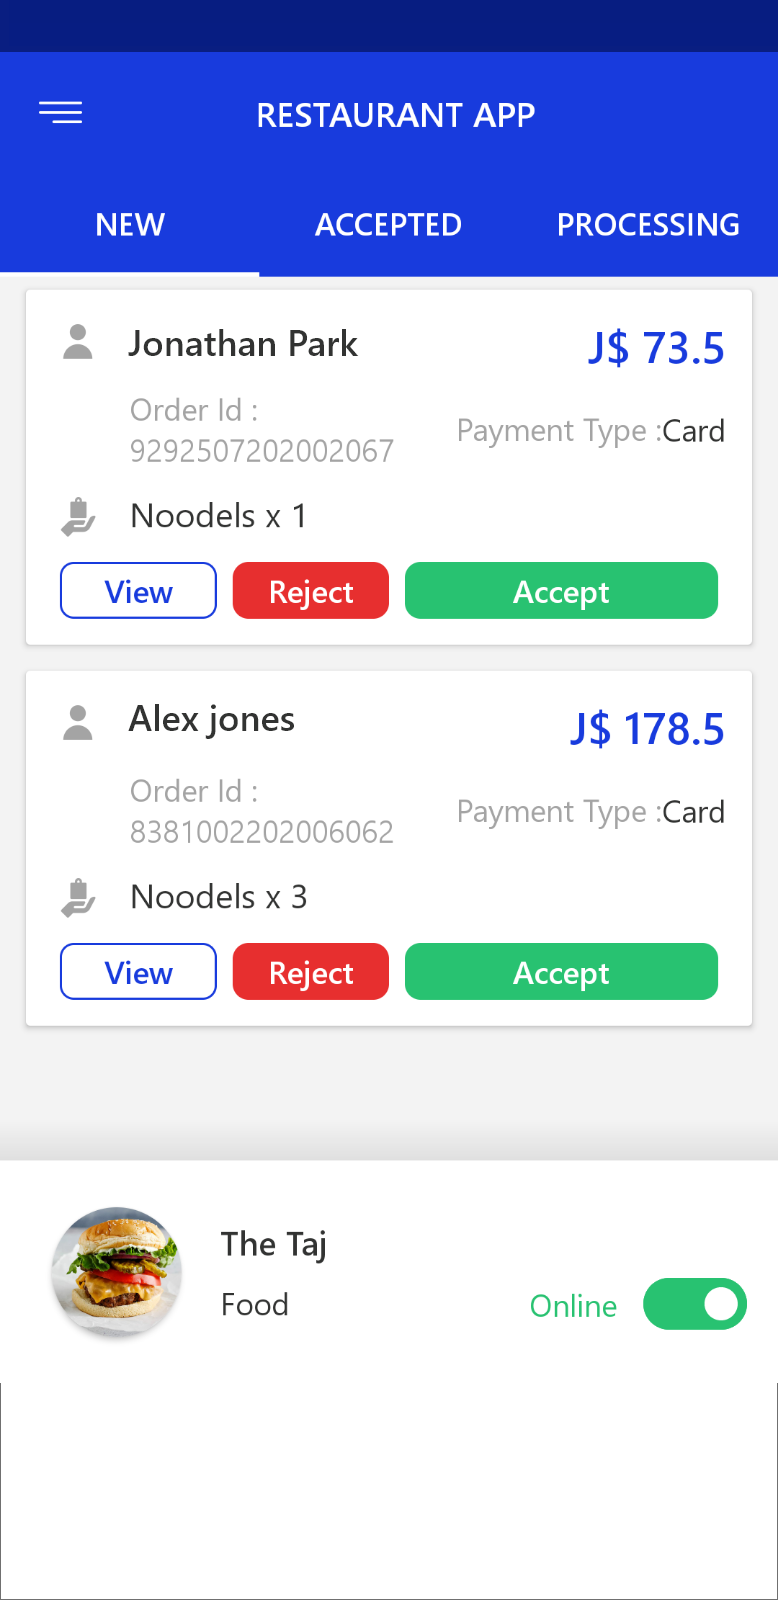 RESTAURANT APP
NEW ACCEPTED PROCESSING
Jonathan Park J$ 73.5
Order Id :
9292507202002067
Payment Type :Card
Noodels x 1
View Reject Accept
Alex jones J$ 178.5
Order Id :
8381002202006062
Payment Type :Card
Noodels x 3
View Reject Accept
The Taj
Food
Online